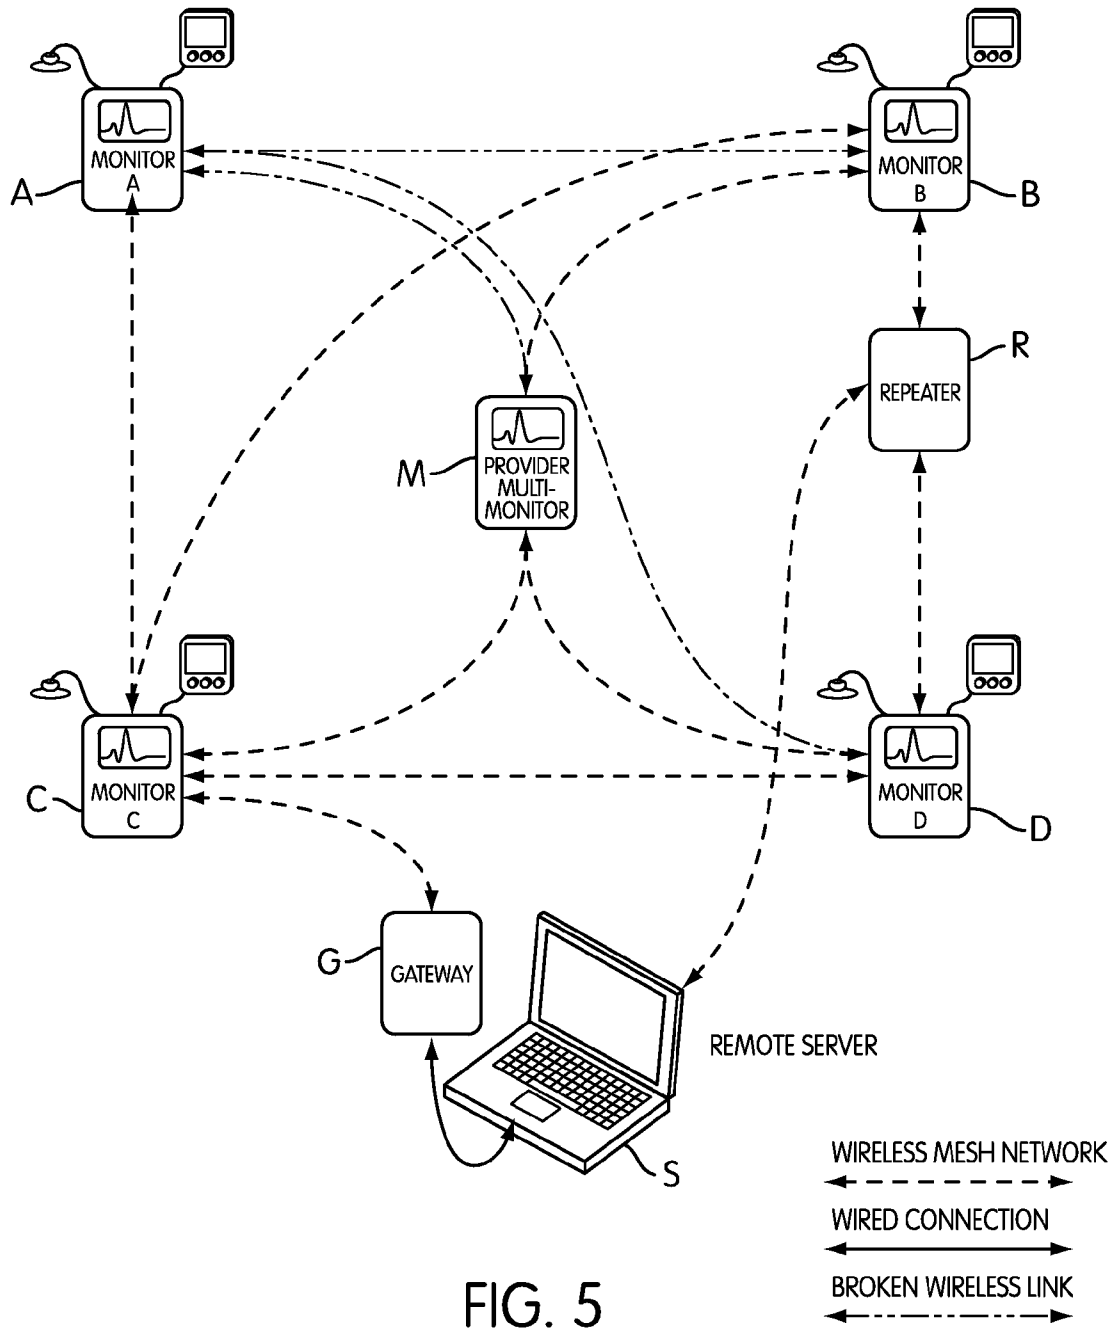 MONITOR
A
A
MONITOR
B
B
REPEATER
R
PROVIDER
MULTI-
MONITOR
M
MONITOR
C
C
MONITOR
D
D
GATEWAY
G
REMOTE SERVER
S
WIRELESS MESH NETWORK
WIRED CONNECTION
BROKEN WIRELESS LINK
FIG. 5